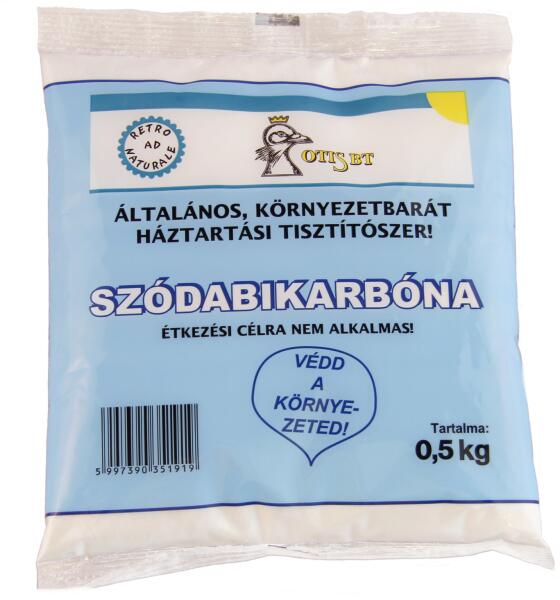 RETRO
AD
NATURALE
OTIS BT
ÁLTALÁNOS, KÖRNYEZETBARÁT
HÁZTARTÁSI TISZTÍTÓSZER!
SZÓDABIKARBÓNA
ÉTKEZÉSI CÉLRA NEM ALKALMAS!
VÉDD
A
KÖRNYE-
ZETED!
Tartalma:
0,5 kg
5 997390 351919